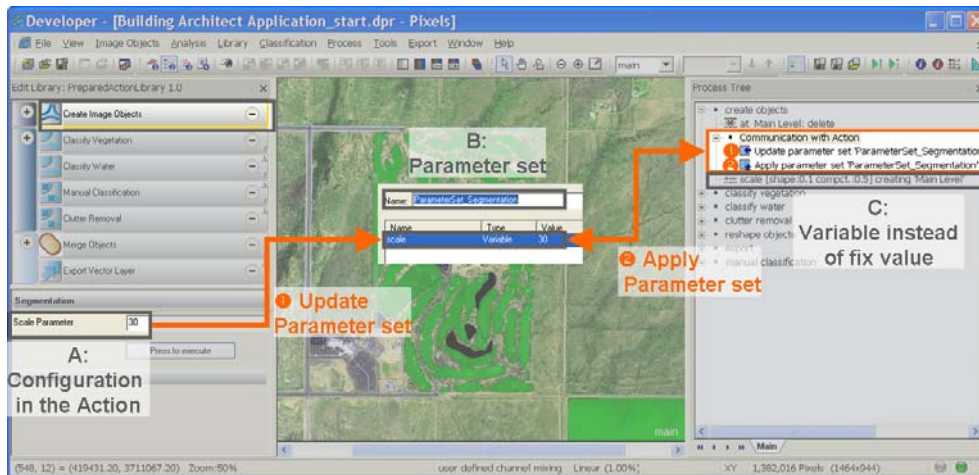 Developer - [Building Architect Application_start.dpr - Pixels]
File View Image Objects Analysis Library Classification Process Tools Export Window Help
main
Edit Library: PreparedActionLibrary 1.0
Create Image Objects
Classify Vegetation
Classify Water
Manual Classification
Clutter Removal
Merge Objects
Export Vector Layer
Segmentation
Scale Parameter 30
Press to execute
A:
Configuration
in the Action
❶ Update
Parameter set
B:
Parameter set
Name: ParameterSet_Segmentation
Name Type Value
scale Variable 30
❷ Apply
Parameter set
main
Process Tree
create objects
at Main Level: delete
Communication with Action
❶ Update parameter set 'ParameterSet_Segmentation
❷ Apply parameter set 'ParameterSet_Segmentation'
scale [shape:0.1 compct.:0.5] creating 'Main Level'
classify vegetation
classify water
clutter removal
reshape objects
export
manual classification
C:
Variable instead
of fix value
Main
(548, 12) = (419431.20, 3711067.20) Zoom:50%
user defined channel mixing Linear (1.00%)
XY 1,382,016 Pixels (1464x944)